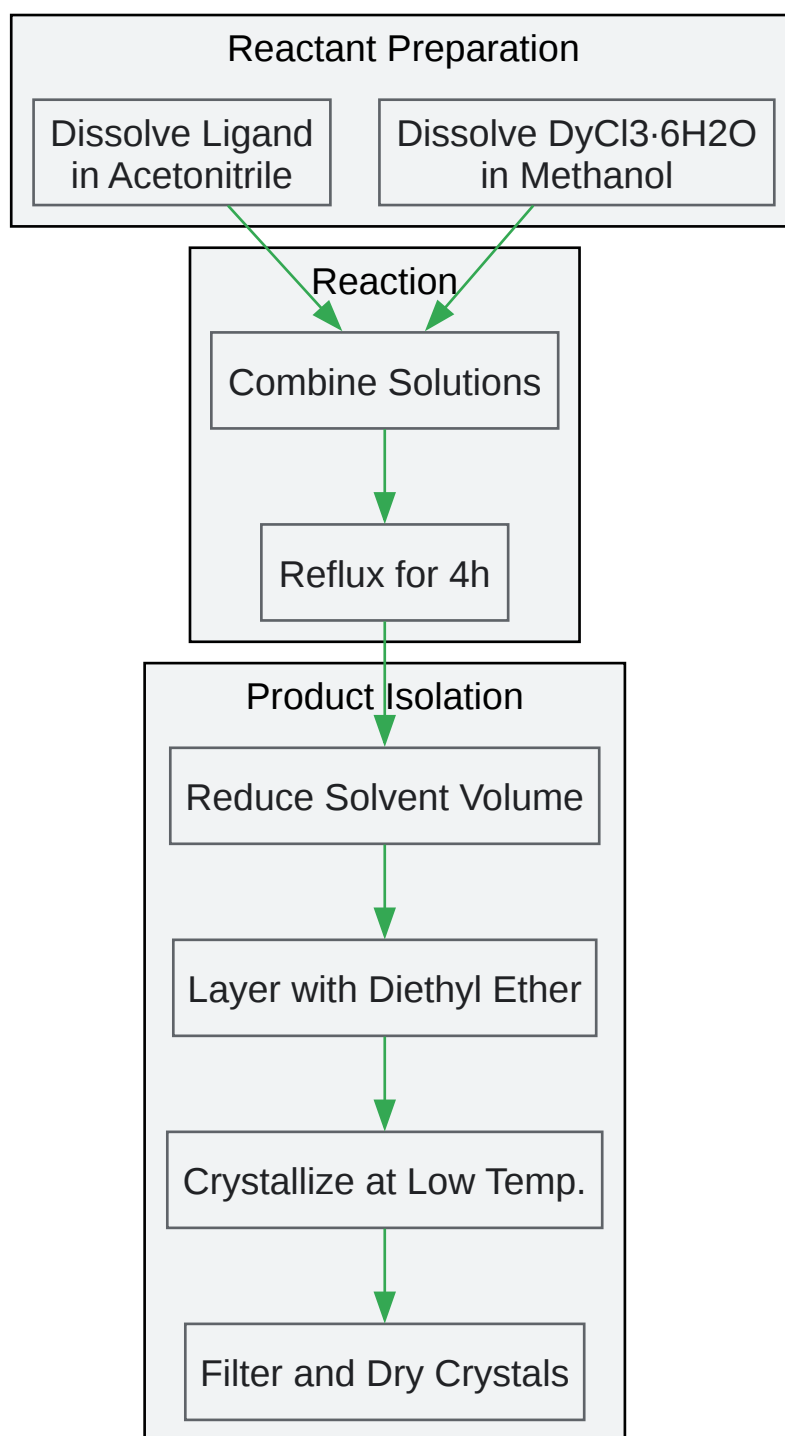 Reactant Preparation
Dissolve Ligand
in Acetonitrile
Dissolve DyCl3·6H2O
in Methanol
Reaction
Combine Solutions
Reflux for 4h
Product Isolation
Reduce Solvent Volume
Layer with Diethyl Ether
Crystallize at Low Temp.
Filter and Dry Crystals